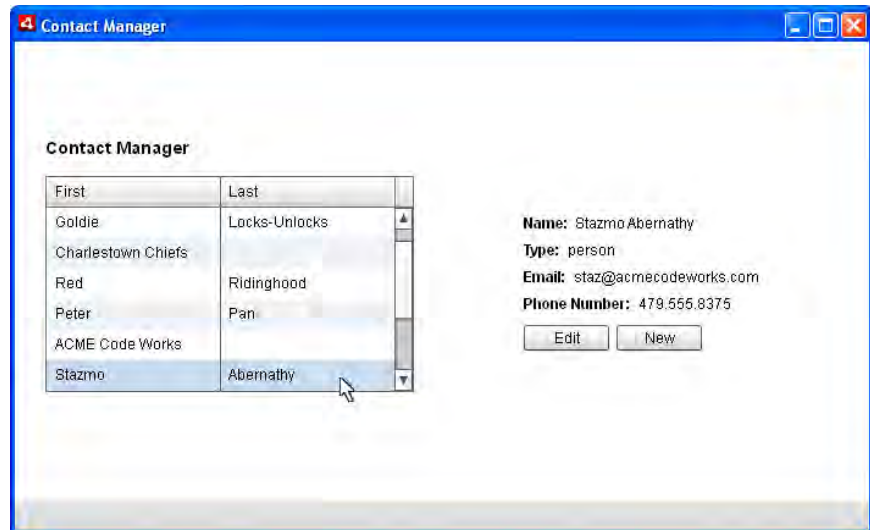 Contact Manager
Contact Manager
First Last
Goldie Locks-Unlocks
Charlestown Chiefs
Red Ridinghood
Peter Pan
ACME Code Works
Stazmo Abernathy
Name: Stazmo Abernathy
Type: person
Email: staz@acmecodeworks.com
Phone Number: 479.555.8375
Edit New